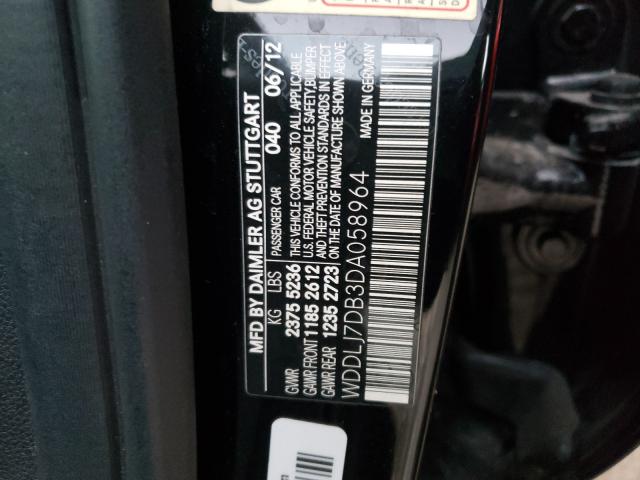 MFD BY DAIMLER AG STUTTGART
KG LBS PASSENGER CAR 040 06/12
GVWR 2375 5236 THIS VEHICLE CONFORMS TO ALL APPLICABLE
GAWR FRONT 1185 2612 U.S. FEDERAL MOTOR VEHICLE SAFETY, BUMPER
GAWR REAR 1235 2723 AND THEFT PREVENTION STANDARDS IN EFFECT
ON THE DATE OF MANUFACTURE SHOWN ABOVE
MADE IN GERMANY
WDDLJ7DB3DA058964